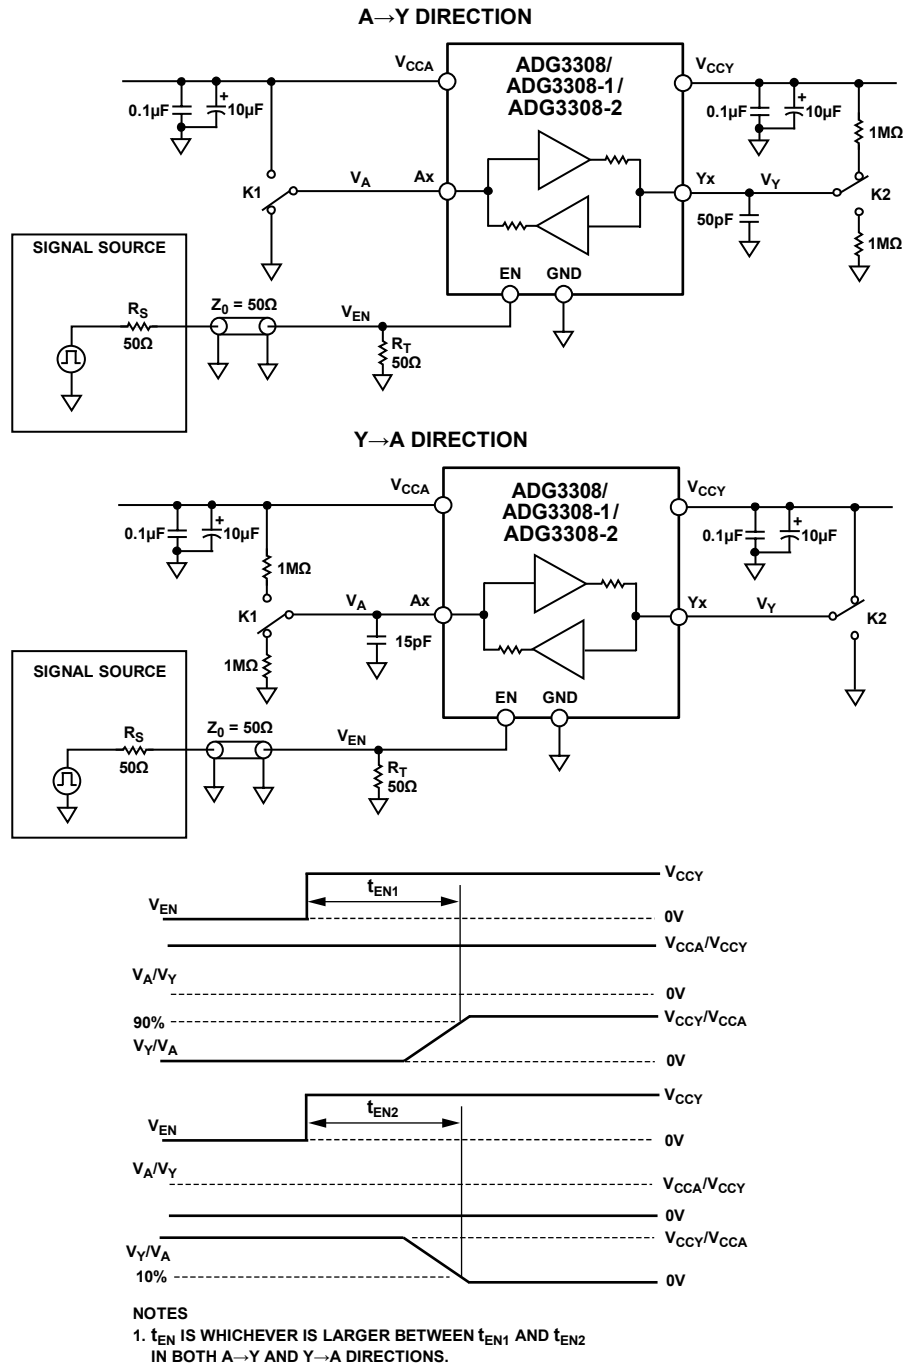 A→Y DIRECTION
VCCA
ADG3308/
ADG3308-1/
ADG3308-2
VCCY
0.1µF
+
10µF
0.1µF
+
10µF
1MΩ
K1
VA
Ax
Yx
VY
K2
50pF
1MΩ
SIGNAL SOURCE
EN
GND
RS
50Ω
Z0 = 50Ω
VEN
RT
50Ω
Y→A DIRECTION
VCCA
ADG3308/
ADG3308-1/
ADG3308-2
VCCY
0.1µF
+
10µF
0.1µF
+
10µF
1MΩ
K1
VA
Ax
Yx
VY
K2
15pF
1MΩ
SIGNAL SOURCE
EN
GND
RS
50Ω
Z0 = 50Ω
VEN
RT
50Ω
VCCY
tEN1
VEN
0V
VCCA/VCCY
VA/VY
0V
90%
VCCY/VCCA
VY/VA
0V
VCCY
tEN2
VEN
0V
VA/VY
VCCA/VCCY
0V
VCCY/VCCA
VY/VA
10%
0V
NOTES
1. tEN IS WHICHEVER IS LARGER BETWEEN tEN1 AND tEN2
IN BOTH A→Y AND Y→A DIRECTIONS.